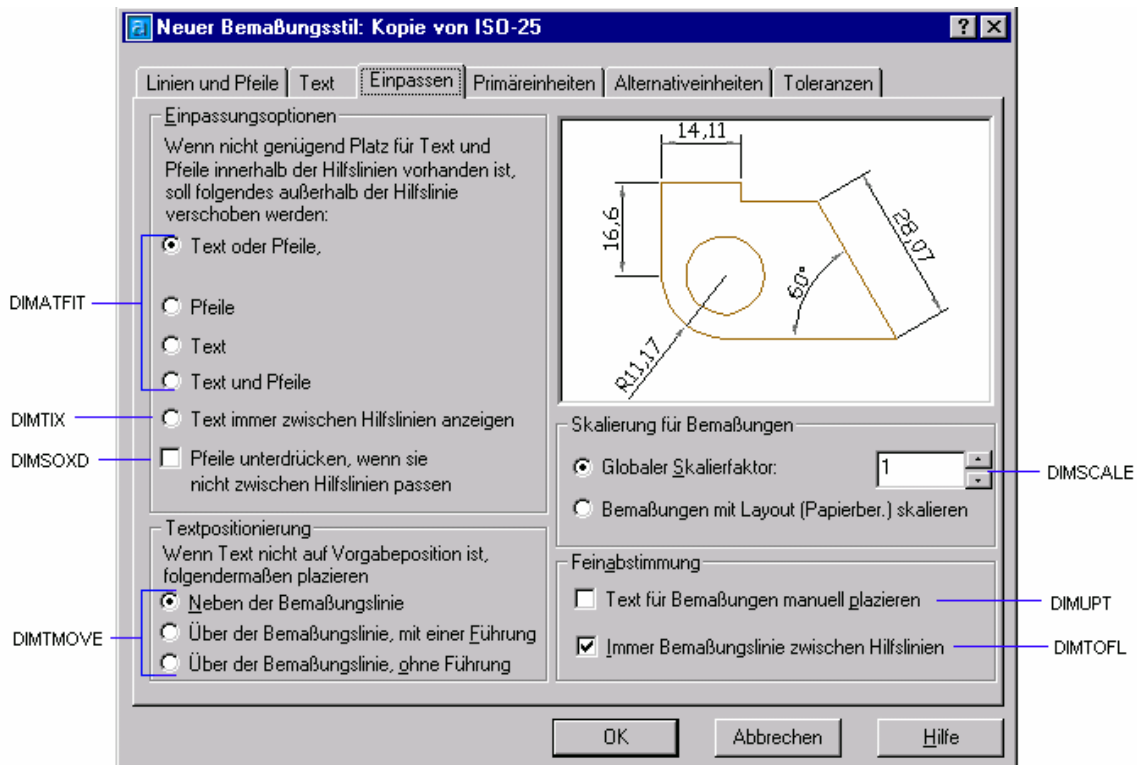 Neuer Bemaßungsstil: Kopie von ISO-25
Linien und Pfeile
Text
Einpassen
Primäreinheiten
Alternativeinheiten
Toleranzen
Einpassungsoptionen
Wenn nicht genügend Platz für Text und
Pfeile innerhalb der Hilfslinien vorhanden ist,
soll folgendes außerhalb der Hilfslinie
verschoben werden:
Text oder Pfeile,
Pfeile
Text
Text und Pfeile
Text immer zwischen Hilfslinien anzeigen
Pfeile unterdrücken, wenn sie
nicht zwischen Hilfslinien passen
DIMATFIT
DIMTIX
DIMSOXD
Textpositionierung
Wenn Text nicht auf Vorgabeposition ist,
folgendermaßen plazieren
Neben der Bemaßungslinie
Über der Bemaßungslinie, mit einer Führung
Über der Bemaßungslinie, ohne Führung
DIMTMOVE
14,11
16,6
28,07
60°
R11,17
Skalierung für Bemaßungen
Globaler Skalierfaktor:
1
DIMSCALE
Bemaßungen mit Layout (Papierber.) skalieren
Feinabstimmung
Text für Bemaßungen manuell plazieren
DIMUPT
Immer Bemaßungslinie zwischen Hilfslinien
DIMTOFL
OK
Abbrechen
Hilfe